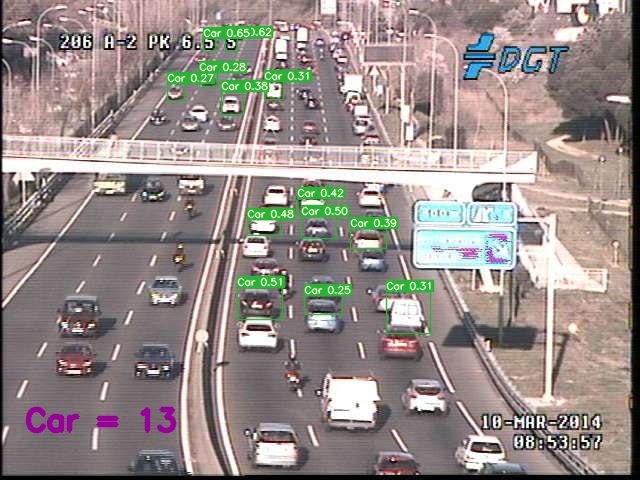 Car 0.65
0.62
206 A-2 PK 6.5 S
DGT
Car 0.28
Car 0.27
Car 0.31
Car 0.38
Car 0.42
Car 0.48
Car 0.50
Car 0.39
Car 0.51
Car 0.25
Car 0.31
Car = 13
10-MAR-2014
08:53:57